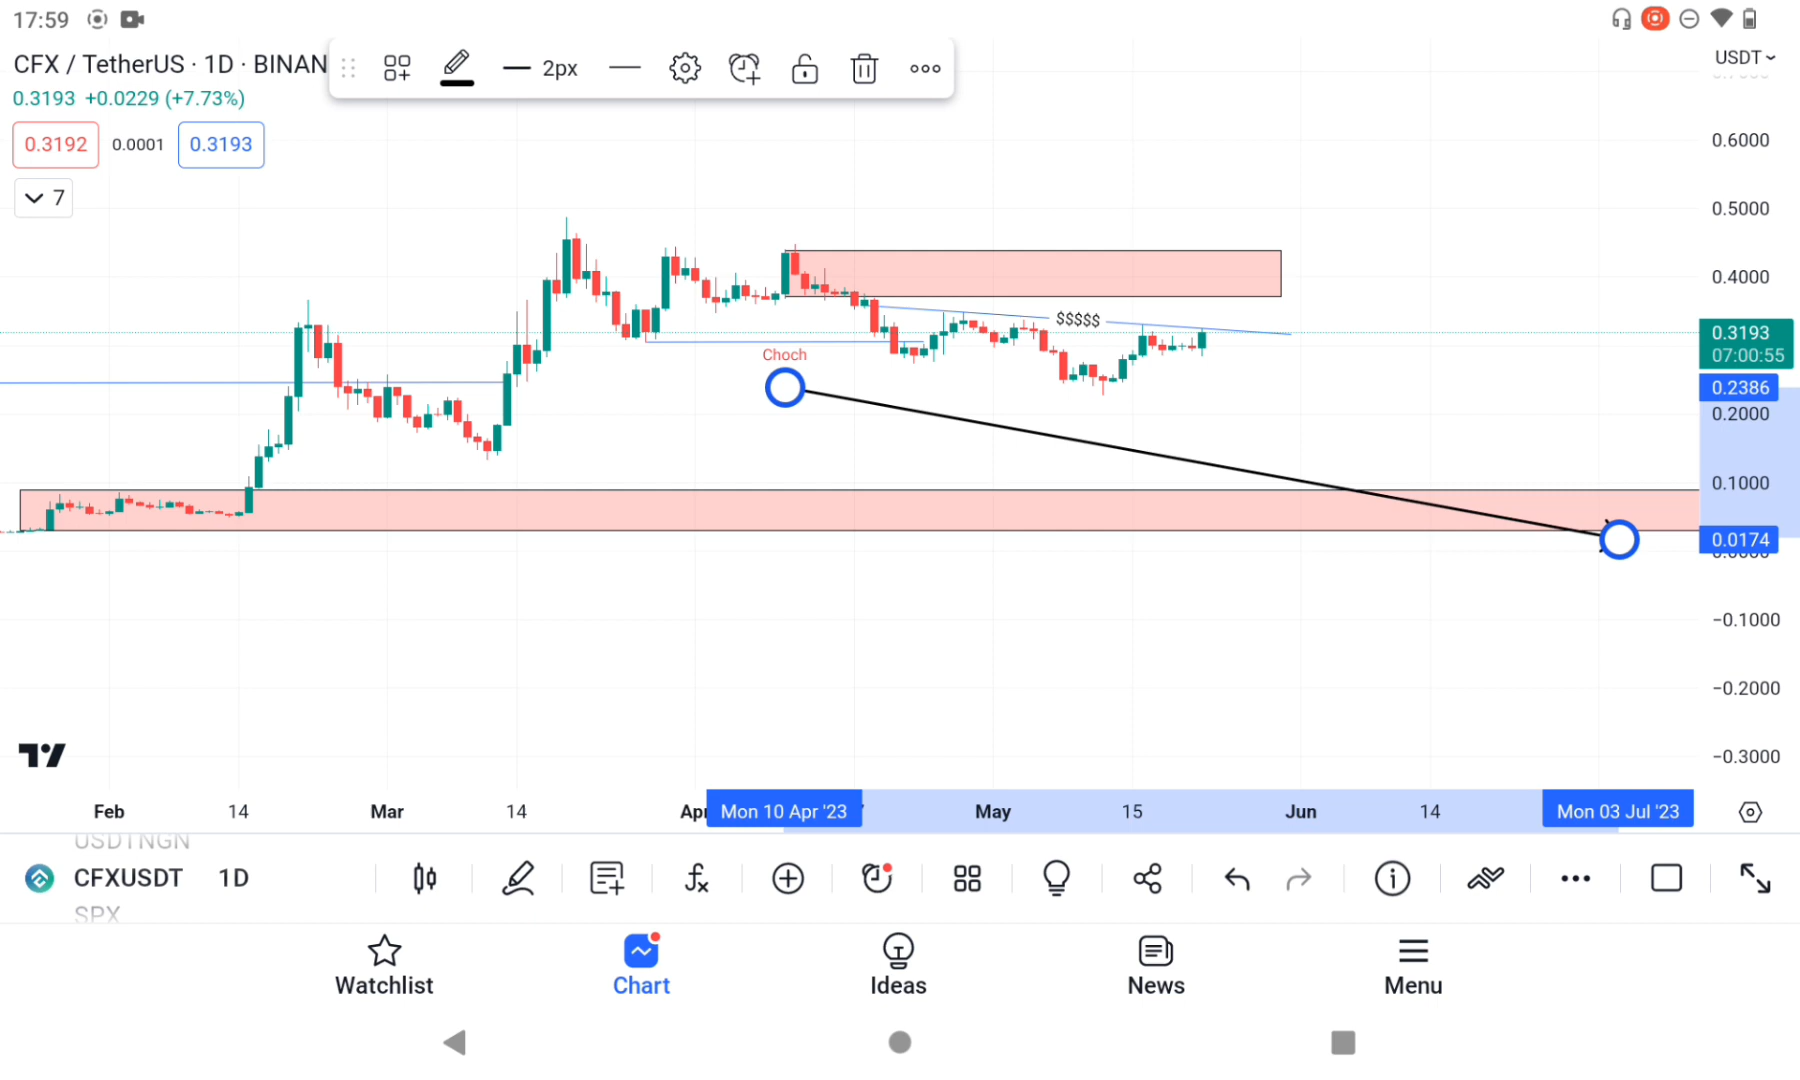 17:59
CFX / TetherUS · 1D · BINAN
2px
USDT
0.3193 +0.0229 (+7.73%)
0.3192 0.0001 0.3193
7
0.6000
0.5000
0.4000
$$$$$
0.3193
07:00:55
Choch
0.2386
0.2000
0.1000
0.0174
−0.1000
−0.2000
−0.3000
Feb 14 Mar 14 Apr Mon 10 Apr '23 May 15 Jun 14 Mon 03 Jul '23
USDTNGN
CFXUSDT 1D
SPX
Watchlist Chart Ideas News Menu